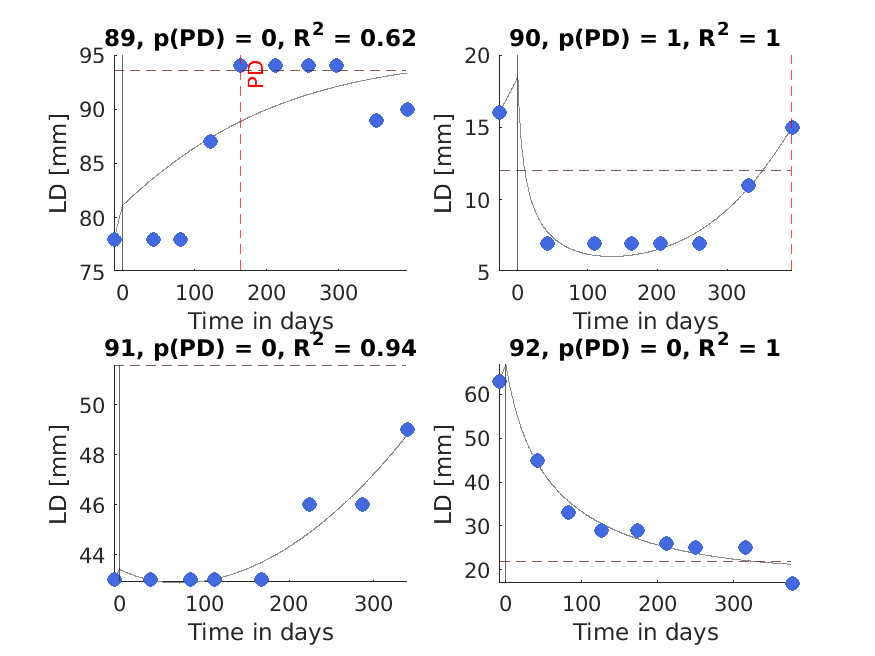 89, p(PD) = 0, R² = 0.62
95
90
85
80
75
LD [mm]
PD
0 100 200 300
Time in days
90, p(PD) = 1, R² = 1
20
15
10
5
LD [mm]
0 100 200 300
Time in days
91, p(PD) = 0, R² = 0.94
50
48
46
44
LD [mm]
0 100 200 300
Time in days
92, p(PD) = 0, R² = 1
60
50
40
30
20
LD [mm]
0 100 200 300
Time in days